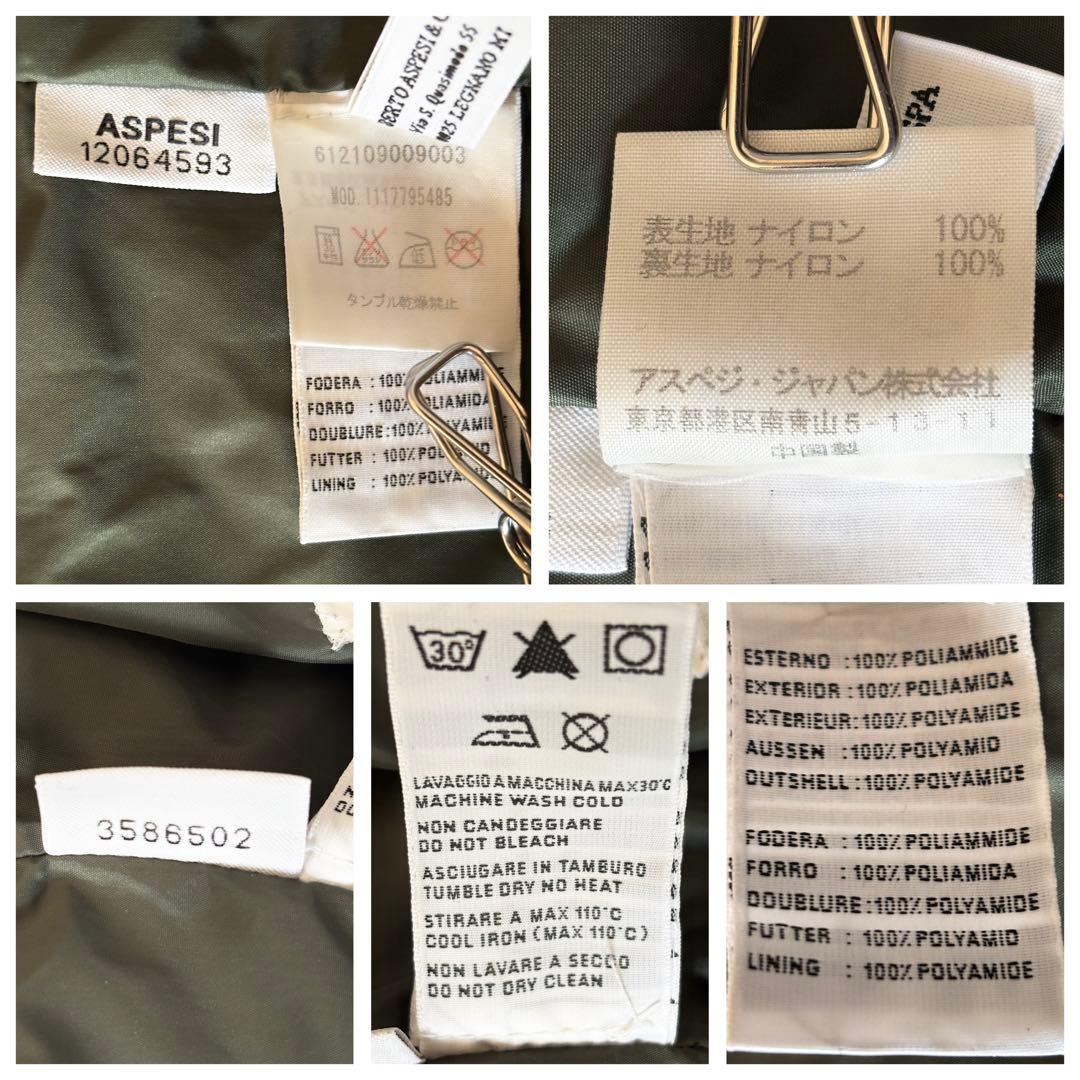 ASPESI
12064593
BERTO ASPESI & C
Via S. Quasimodo 55
025 LEGNANO MI
612109009003
MOD. I117795485
タンブル乾燥禁止
FODERA : 100%
FORRO : 100% POLIAMIDA
DOUBLURE:100%
FUTTER : 100%
LINING : 100% POLYA
SPA
表生地 ナイロン 100%
裏生地 ナイロン 100%
アスペジ ジャパン株式会社
東京都港区南青山5-13-11
中国製
3586502
30°
LAVAGGIO A MACCHINA MAX 30°C
MACHINE WASH COLD
NON CANDEGGIARE
DO NOT BLEACH
ASCIUGARE IN TAMBURO
TUMBLE DRY NO HEAT
STIRARE A MAX 110°C
COOL IRON (MAX 110°C)
NON LAVARE A SECCO
DO NOT DRY CLEAN
ESTERNO : 100% POLIAMMIDE
EXTERIOR : 100% POLIAMIDA
EXTERIEUR: 100% POLYAMIDE
AUSSEN : 100% POLYAMID
OUTSHELL : 100% POLYAMIDE
FODERA : 100% POLIAMMIDE
FORRO : 100% POLIAMIDA
DOUBLURE :100% POLYAMIDE
FUTTER : 100% POLYAMID
LINING : 100% POLYAMIDE